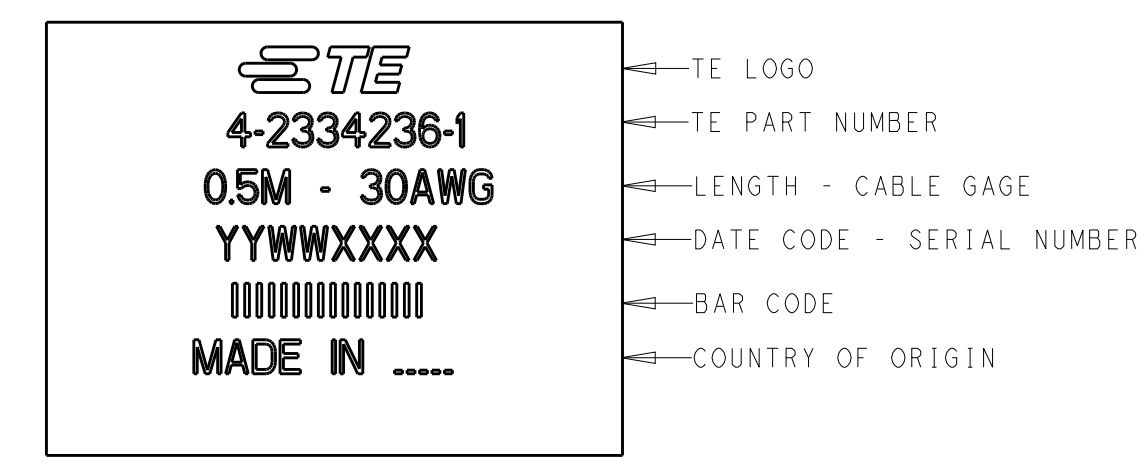 TE TE LOGO
4-2334236-1 TE PART NUMBER
0.5M - 30AWG LENGTH - CABLE GAGE
YYWWXXXX DATE CODE - SERIAL NUMBER
BAR CODE
MADE IN _____ COUNTRY OF ORIGIN